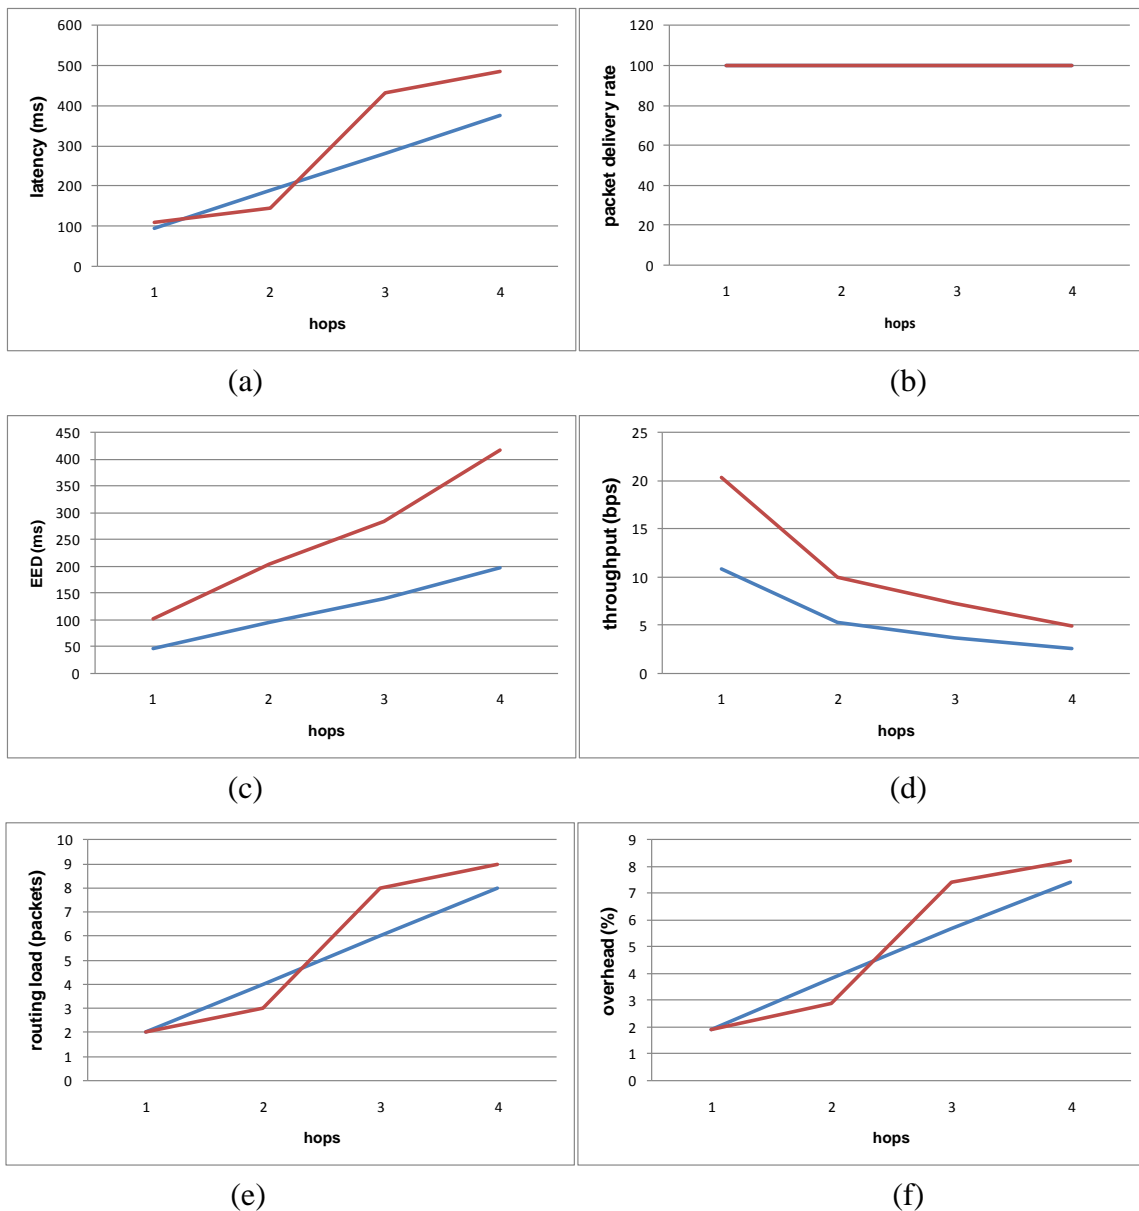 600
500
400
300
200
100
0
latency (ms)
1 2 3 4
hops
(a)
120
100
80
60
40
20
0
packet delivery rate
1 2 3 4
hops
(b)
450
400
350
300
250
200
150
100
50
0
EED (ms)
1 2 3 4
hops
(c)
25
20
15
10
5
0
throughput (bps)
1 2 3 4
hops
(d)
10
9
8
7
6
5
4
3
2
1
0
routing load (packets)
1 2 3 4
hops
(e)
9
8
7
6
5
4
3
2
1
0
overhead (%)
1 2 3 4
hops
(f)